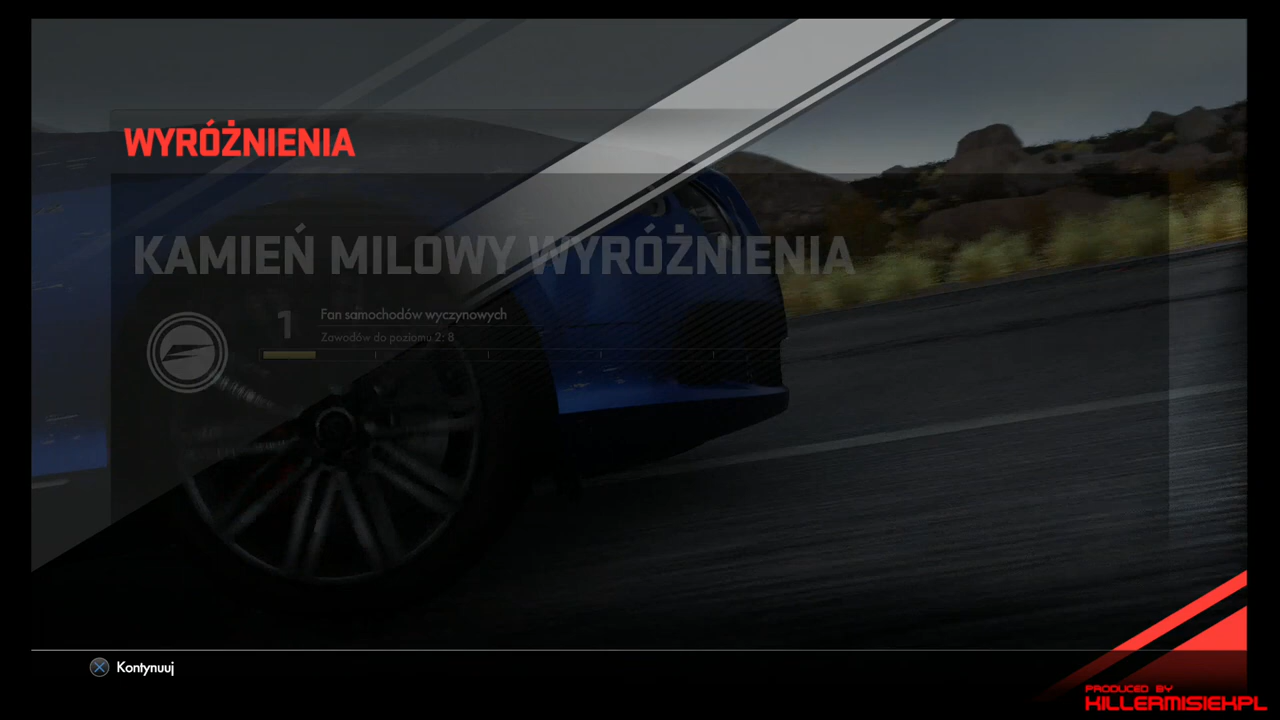 WYRÓŻNIENIA
KAMIEŃ MILOWY WYRÓŻNIENIA
1
Fan samochodów wyczynowych
Zawodów do poziomu 2: 8
Kontynuuj
PRODUCED BY
KILLERMISIEKPL